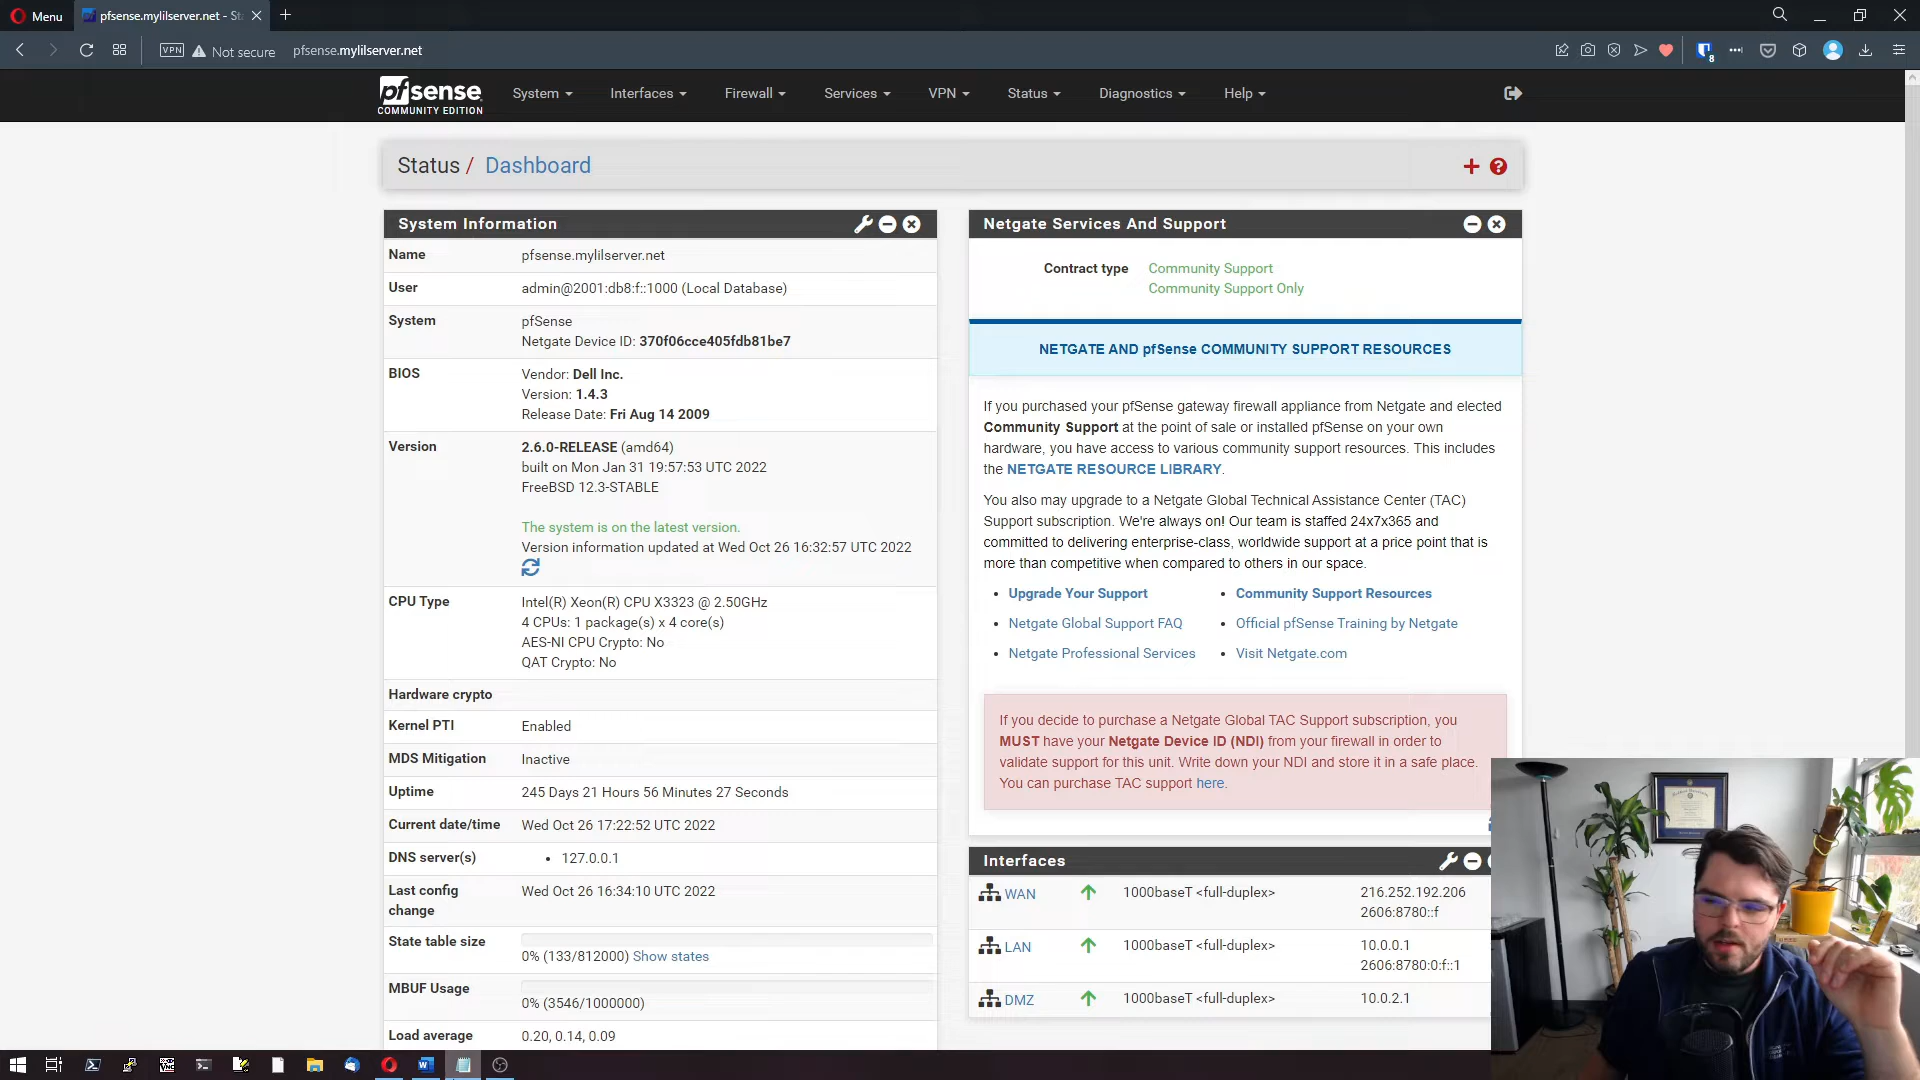 Menu
pfsense.mylilserver.net - St
VPN
Not secure
pfsense.mylilserver.net
8
pfsense
COMMUNITY EDITION
System
Interfaces
Firewall
Services
VPN
Status
Diagnostics
Help
Status / Dashboard
System Information
Name
pfsense.mylilserver.net
User
admin@2001:db8:f::1000 (Local Database)
System
pfSense
Netgate Device ID: 370f06cce405fdb81be7
BIOS
Vendor: Dell Inc.
Version: 1.4.3
Release Date: Fri Aug 14 2009
Version
2.6.0-RELEASE (amd64)
built on Mon Jan 31 19:57:53 UTC 2022
FreeBSD 12.3-STABLE
The system is on the latest version.
Version information updated at Wed Oct 26 16:32:57 UTC 2022
CPU Type
Intel(R) Xeon(R) CPU X3323 @ 2.50GHz
4 CPUs: 1 package(s) x 4 core(s)
AES-NI CPU Crypto: No
QAT Crypto: No
Hardware crypto
Kernel PTI
Enabled
MDS Mitigation
Inactive
Uptime
245 Days 21 Hours 56 Minutes 27 Seconds
Current date/time
Wed Oct 26 17:22:52 UTC 2022
DNS server(s)
127.0.0.1
Last config
change
Wed Oct 26 16:34:10 UTC 2022
State table size
0% (133/812000) Show states
MBUF Usage
0% (3546/1000000)
Load average
0.20, 0.14, 0.09
Netgate Services And Support
Contract type
Community Support
Community Support Only
NETGATE AND pfSense COMMUNITY SUPPORT RESOURCES
If you purchased your pfSense gateway firewall appliance from Netgate and elected
Community Support at the point of sale or installed pfSense on your own
hardware, you have access to various community support resources. This includes
the NETGATE RESOURCE LIBRARY.
You also may upgrade to a Netgate Global Technical Assistance Center (TAC)
Support subscription. We're always on! Our team is staffed 24x7x365 and
committed to delivering enterprise-class, worldwide support at a price point that is
more than competitive when compared to others in our space.
Upgrade Your Support
Community Support Resources
Netgate Global Support FAQ
Official pfSense Training by Netgate
Netgate Professional Services
Visit Netgate.com
If you decide to purchase a Netgate Global TAC Support subscription, you
MUST have your Netgate Device ID (NDI) from your firewall in order to
validate support for this unit. Write down your NDI and store it in a safe place.
You can purchase TAC support here.
Interfaces
WAN
1000baseT <full-duplex>
216.252.192.206
2606:8780::f
LAN
1000baseT <full-duplex>
10.0.0.1
2606:8780:0:f::1
DMZ
1000baseT <full-duplex>
10.0.2.1